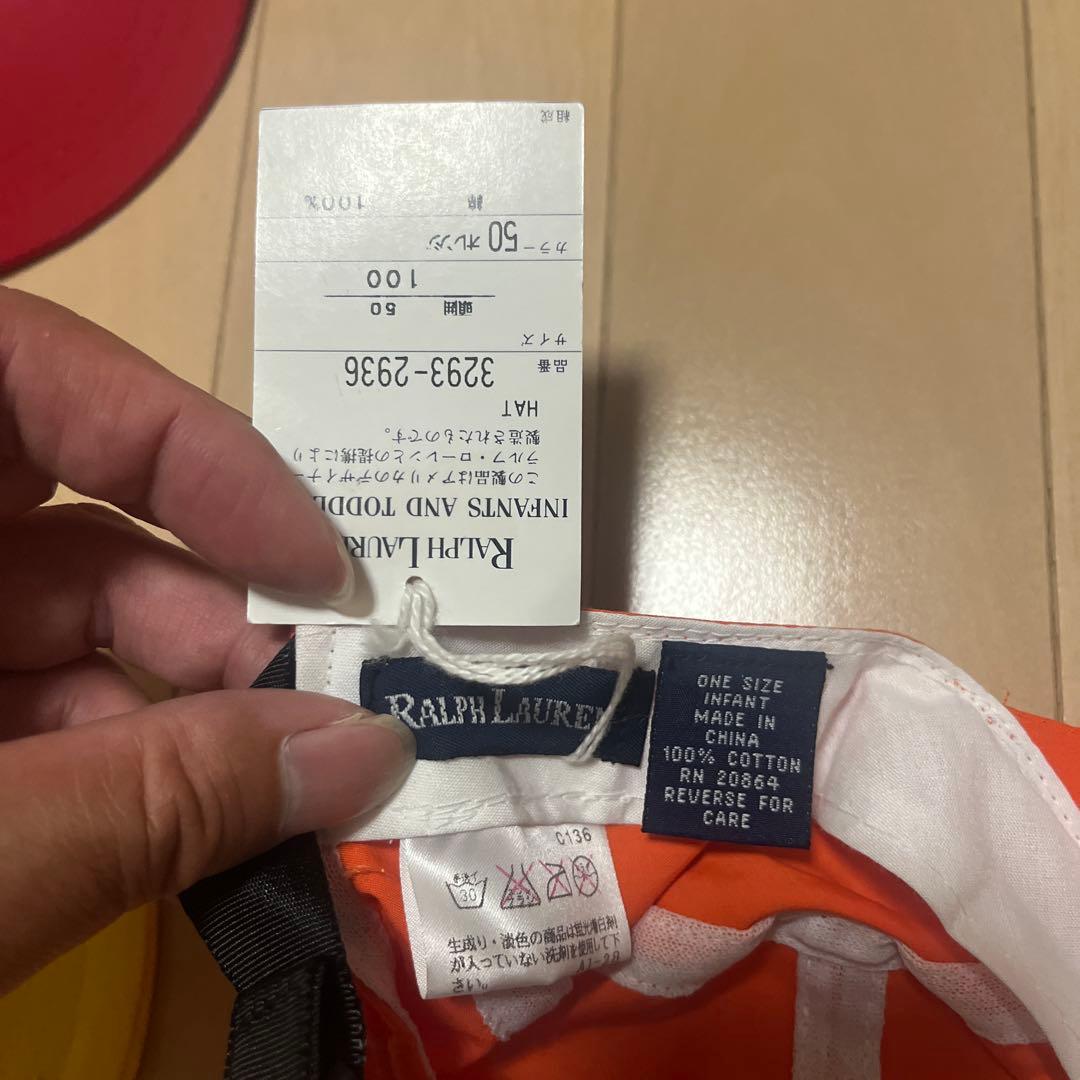 RALPH LAURE
INFANTS AND TODDL
この製品はアメリカのデザイナー
ラルフ・ローレンとの提携により
製造されたものです。
HAT
品番 3293-2936
サイズ
頭囲 50
100
カラー 50 オレンジ
綿 100%
組成
RALPH LAUREN
ONE SIZE
INFANT
MADE IN
CHINA
100% COTTON
RN 20864
REVERSE FOR
CARE
C136
手洗イ
30
生成り・淡色の商品は蛍光増白剤
が入っていない洗剤を使用して下
さい。 AI-20